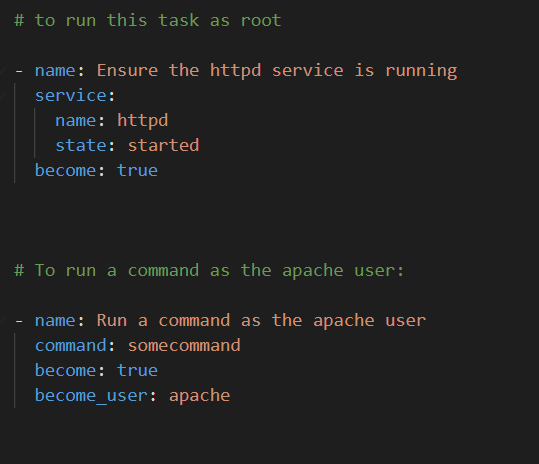 # to run this task as root
- name: Ensure the httpd service is running
  service:
    name: httpd
    state: started
  become: true
# To run a command as the apache user:
- name: Run a command as the apache user
  command: somecommand
  become: true
  become_user: apache